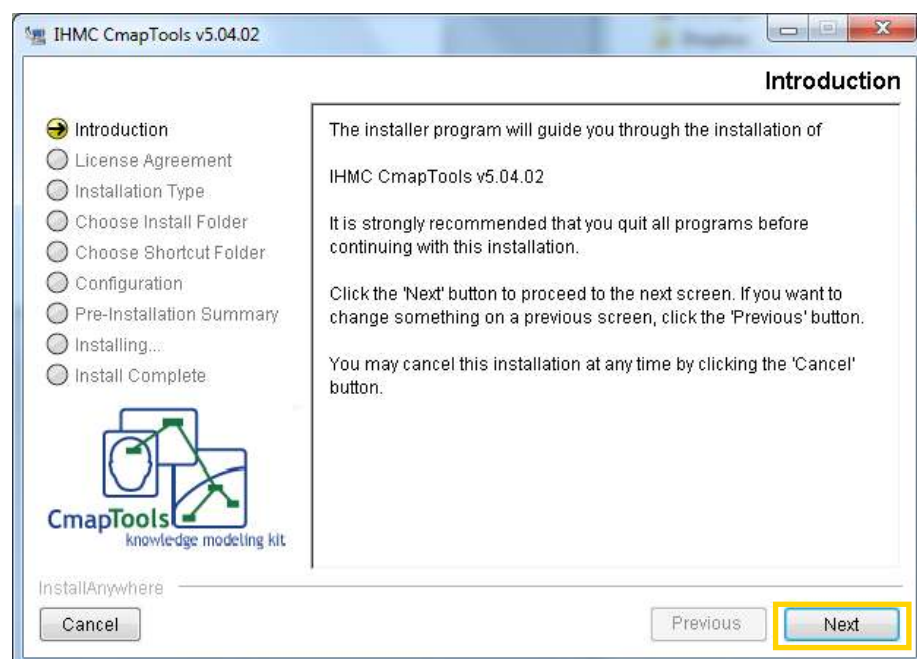 IHMC CmapTools v5.04.02
Introduction
Introduction
License Agreement
Installation Type
Choose Install Folder
Choose Shortcut Folder
Configuration
Pre-Installation Summary
Installing...
Install Complete
CmapTools
knowledge modeling kit
The installer program will guide you through the installation of
IHMC CmapTools v5.04.02
It is strongly recommended that you quit all programs before
continuing with this installation.
Click the 'Next' button to proceed to the next screen. If you want to
change something on a previous screen, click the 'Previous' button.
You may cancel this installation at any time by clicking the 'Cancel'
button.
InstallAnywhere
Cancel
Previous
Next